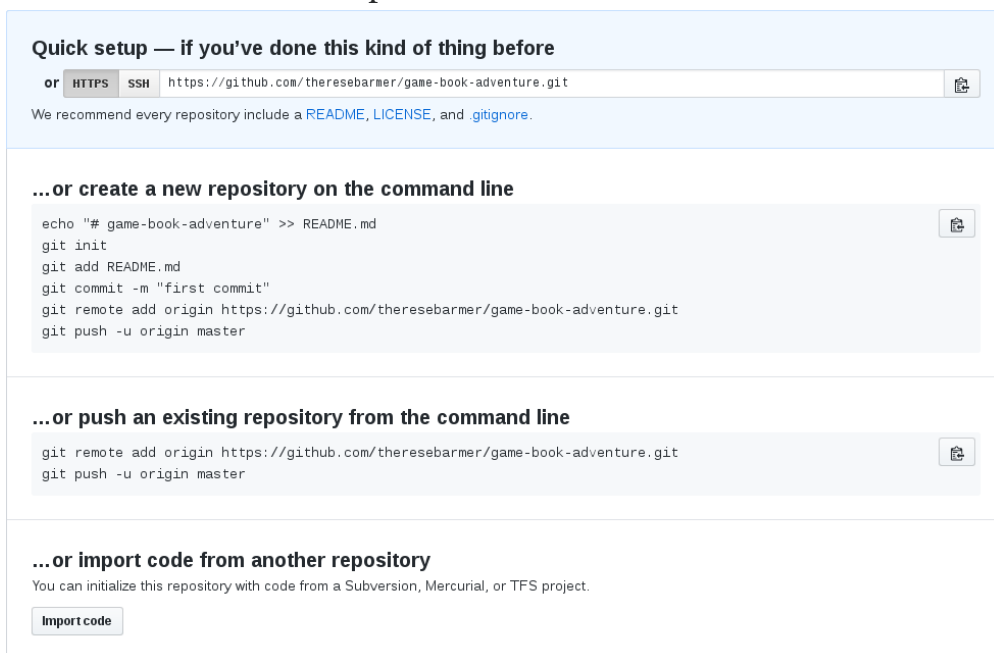 Quick setup — if you’ve done this kind of thing before
or HTTPS SSH https://github.com/theresebarmer/game-book-adventure.git
We recommend every repository include a README, LICENSE, and .gitignore.
…or create a new repository on the command line
echo "# game-book-adventure" >> README.md
git init
git add README.md
git commit -m "first commit"
git remote add origin https://github.com/theresebarmer/game-book-adventure.git
git push -u origin master
…or push an existing repository from the command line
git remote add origin https://github.com/theresebarmer/game-book-adventure.git
git push -u origin master
…or import code from another repository
You can initialize this repository with code from a Subversion, Mercurial, or TFS project.
Import code